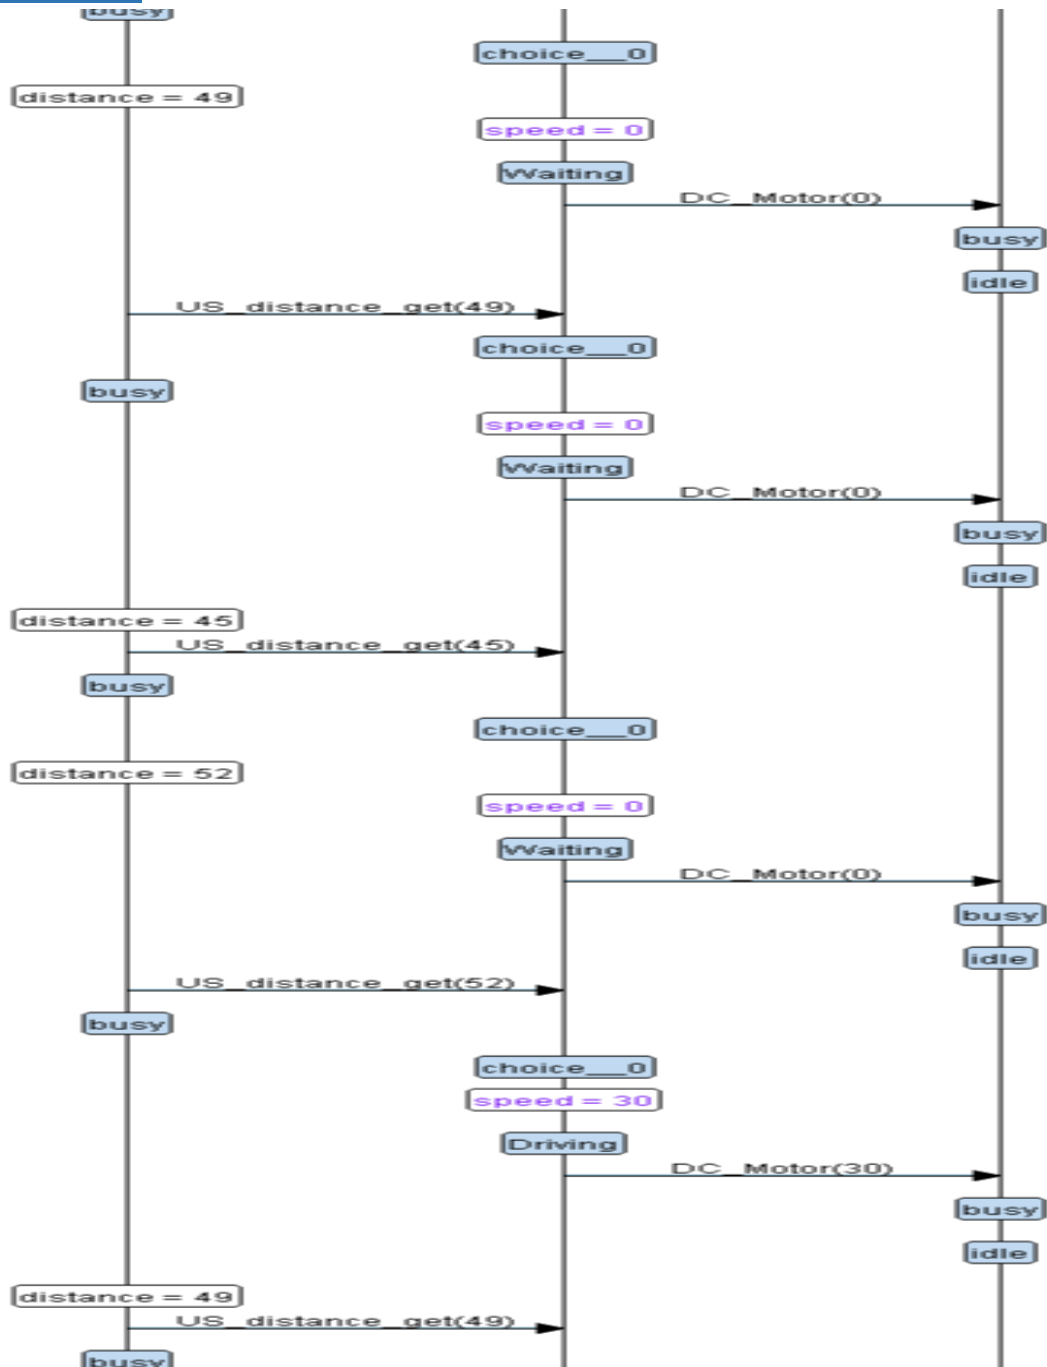 busy
choice__0
distance = 49
speed = 0
Waiting
DC_Motor(0)
busy
idle
US_distance_get(49)
choice__0
busy
speed = 0
Waiting
DC_Motor(0)
busy
idle
distance = 45
US_distance_get(45)
busy
choice__0
distance = 52
speed = 0
Waiting
DC_Motor(0)
busy
idle
US_distance_get(52)
busy
choice__0
speed = 30
Driving
DC_Motor(30)
busy
idle
distance = 49
US_distance_get(49)
busy